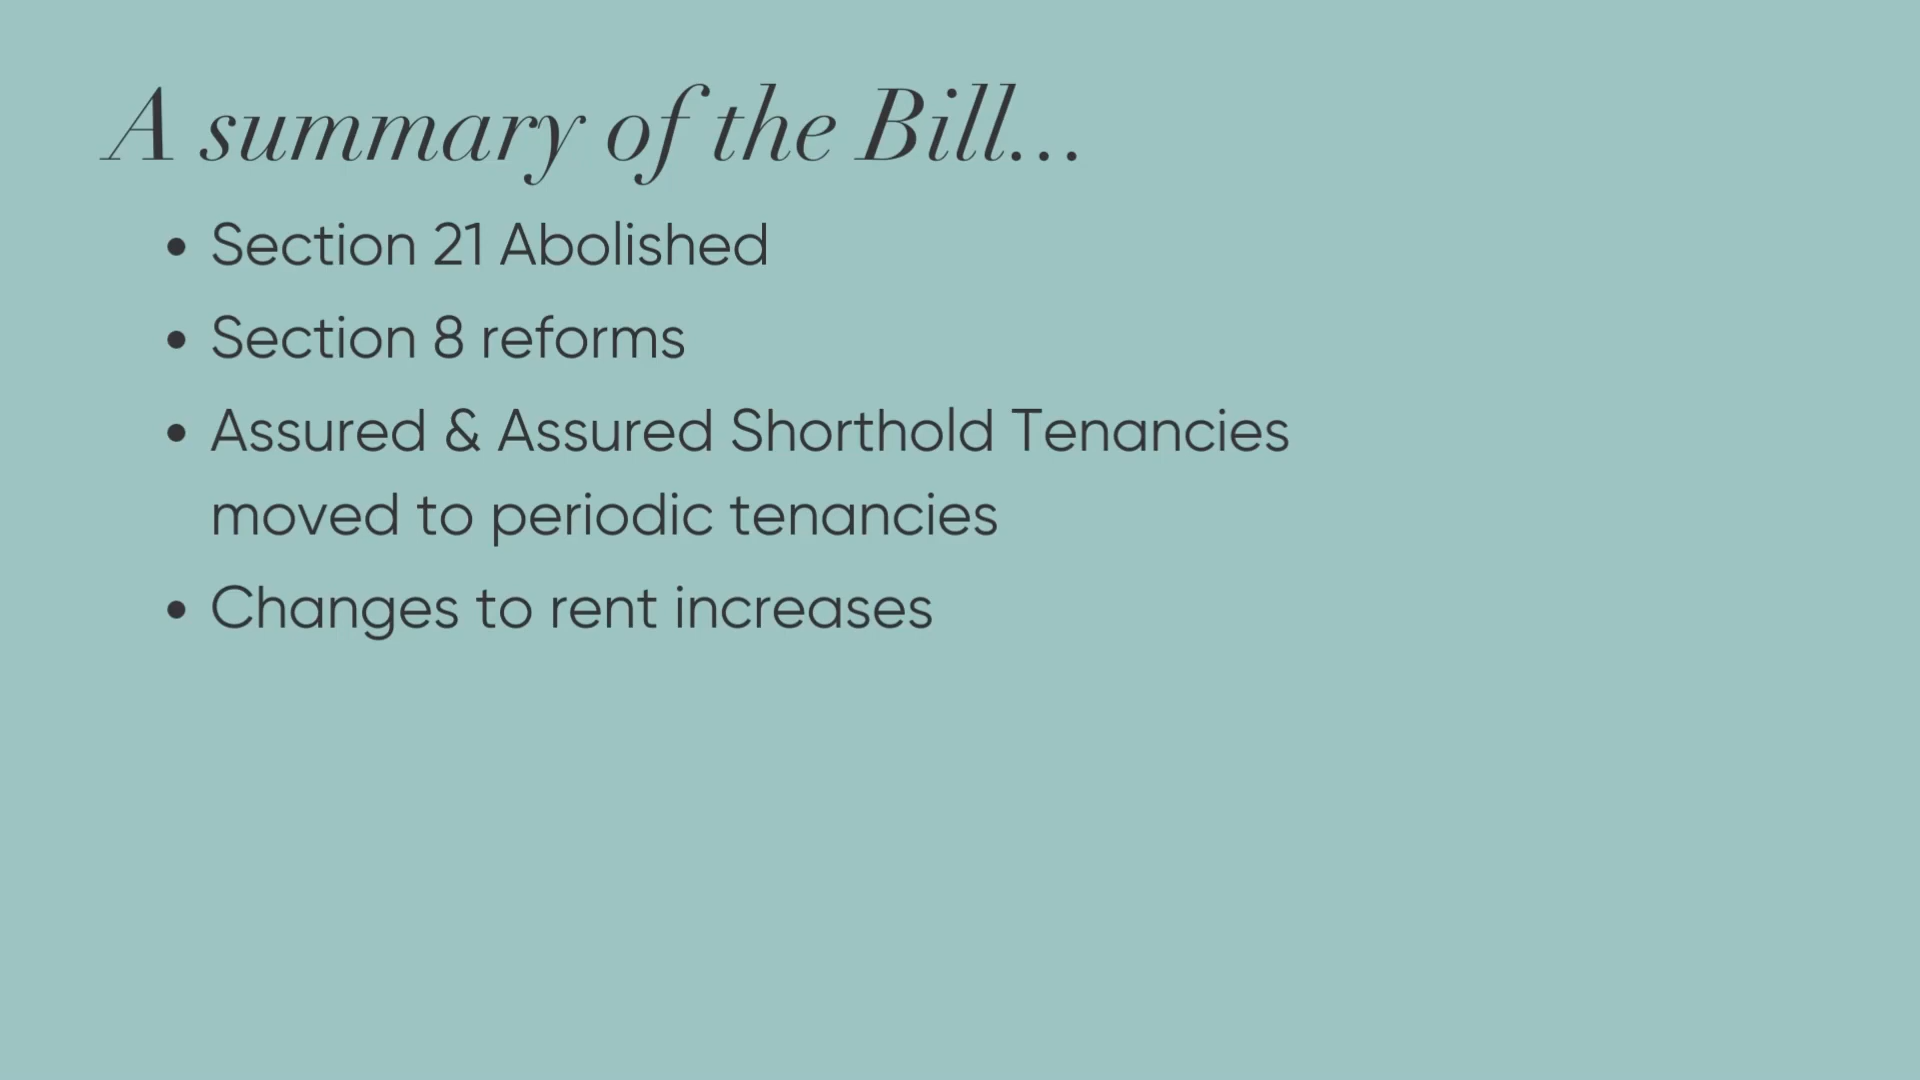 A summary of the Bill...
• Section 21 Abolished
• Section 8 reforms
• Assured & Assured Shorthold Tenancies
moved to periodic tenancies
• Changes to rent increases